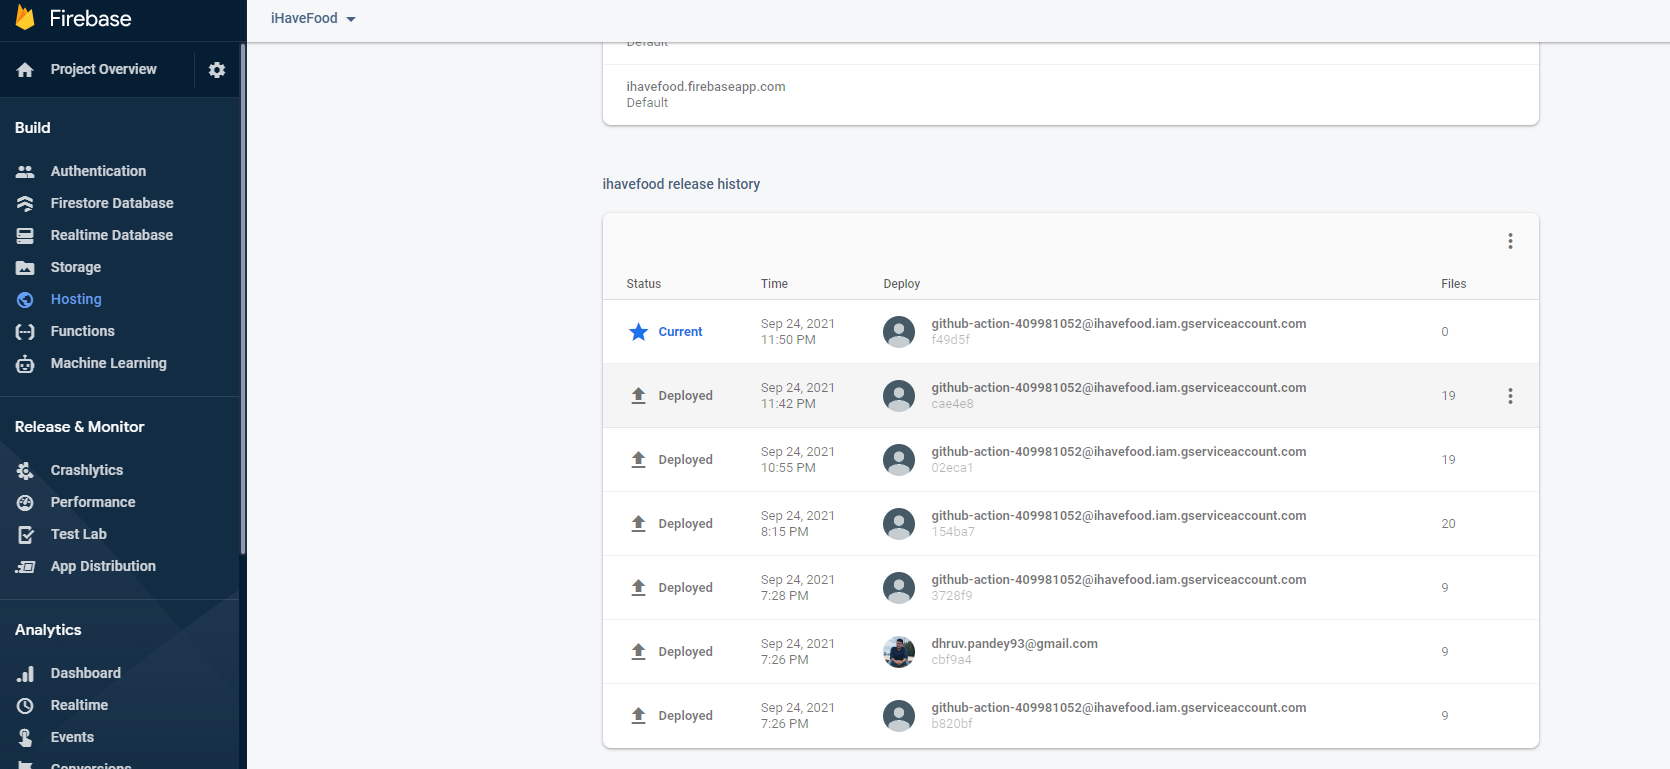 Firebase
iHaveFood
Project Overview
Build
Authentication
Firestore Database
Realtime Database
Storage
Hosting
Functions
Machine Learning
Release & Monitor
Crashlytics
Performance
Test Lab
App Distribution
Analytics
Dashboard
Realtime
Events
Conversions
Default
ihavefood.firebaseapp.com
Default
ihavefood release history
Status Time Deploy Files
Current Sep 24, 2021 11:50 PM github-action-409981052@ihavefood.iam.gserviceaccount.com f49d5f 0
Deployed Sep 24, 2021 11:42 PM github-action-409981052@ihavefood.iam.gserviceaccount.com cae4e8 19
Deployed Sep 24, 2021 10:55 PM github-action-409981052@ihavefood.iam.gserviceaccount.com 02eca1 19
Deployed Sep 24, 2021 8:15 PM github-action-409981052@ihavefood.iam.gserviceaccount.com 154ba7 20
Deployed Sep 24, 2021 7:28 PM github-action-409981052@ihavefood.iam.gserviceaccount.com 3728f9 9
Deployed Sep 24, 2021 7:26 PM dhruv.pandey93@gmail.com cbf9a4 9
Deployed Sep 24, 2021 7:26 PM github-action-409981052@ihavefood.iam.gserviceaccount.com b820bf 9